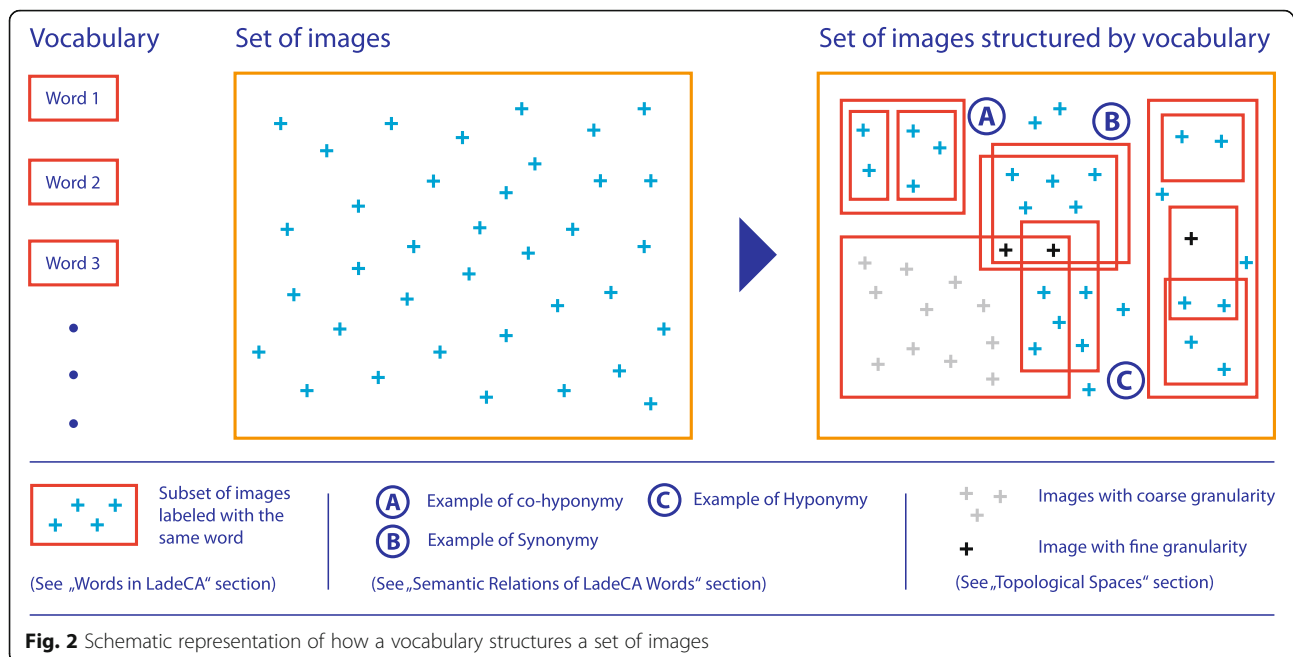 Vocabulary
Set of images
Set of images structured by vocabulary
Word 1
Word 2
Word 3
A
B
C
Subset of images
labeled with the
same word
(See „Words in LadeCA“ section)
A Example of co-hyponymy
C Example of Hyponymy
B Example of Synonymy
(See „Semantic Relations of LadeCA Words“ section)
Images with coarse granularity
Image with fine granularity
(See „Topological Spaces“ section)
Fig. 2 Schematic representation of how a vocabulary structures a set of images